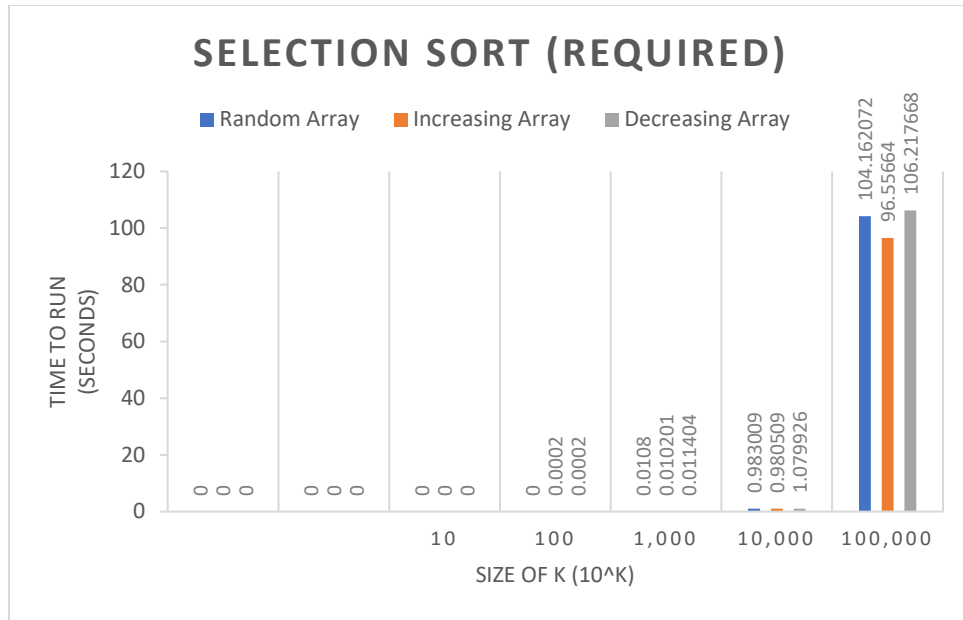 SELECTION SORT (REQUIRED)
Random Array Increasing Array Decreasing Array
TIME TO RUN
(SECONDS)
120
100
80
60
40
20
0
0 0 0
0 0 0
0 0 0
0 0.0002 0.0002
0.0108 0.010201 0.011404
0.983009 0.980509 1.079926
104.162072 96.55664 106.217668
10 100 1,000 10,000 100,000
SIZE OF K (10^K)